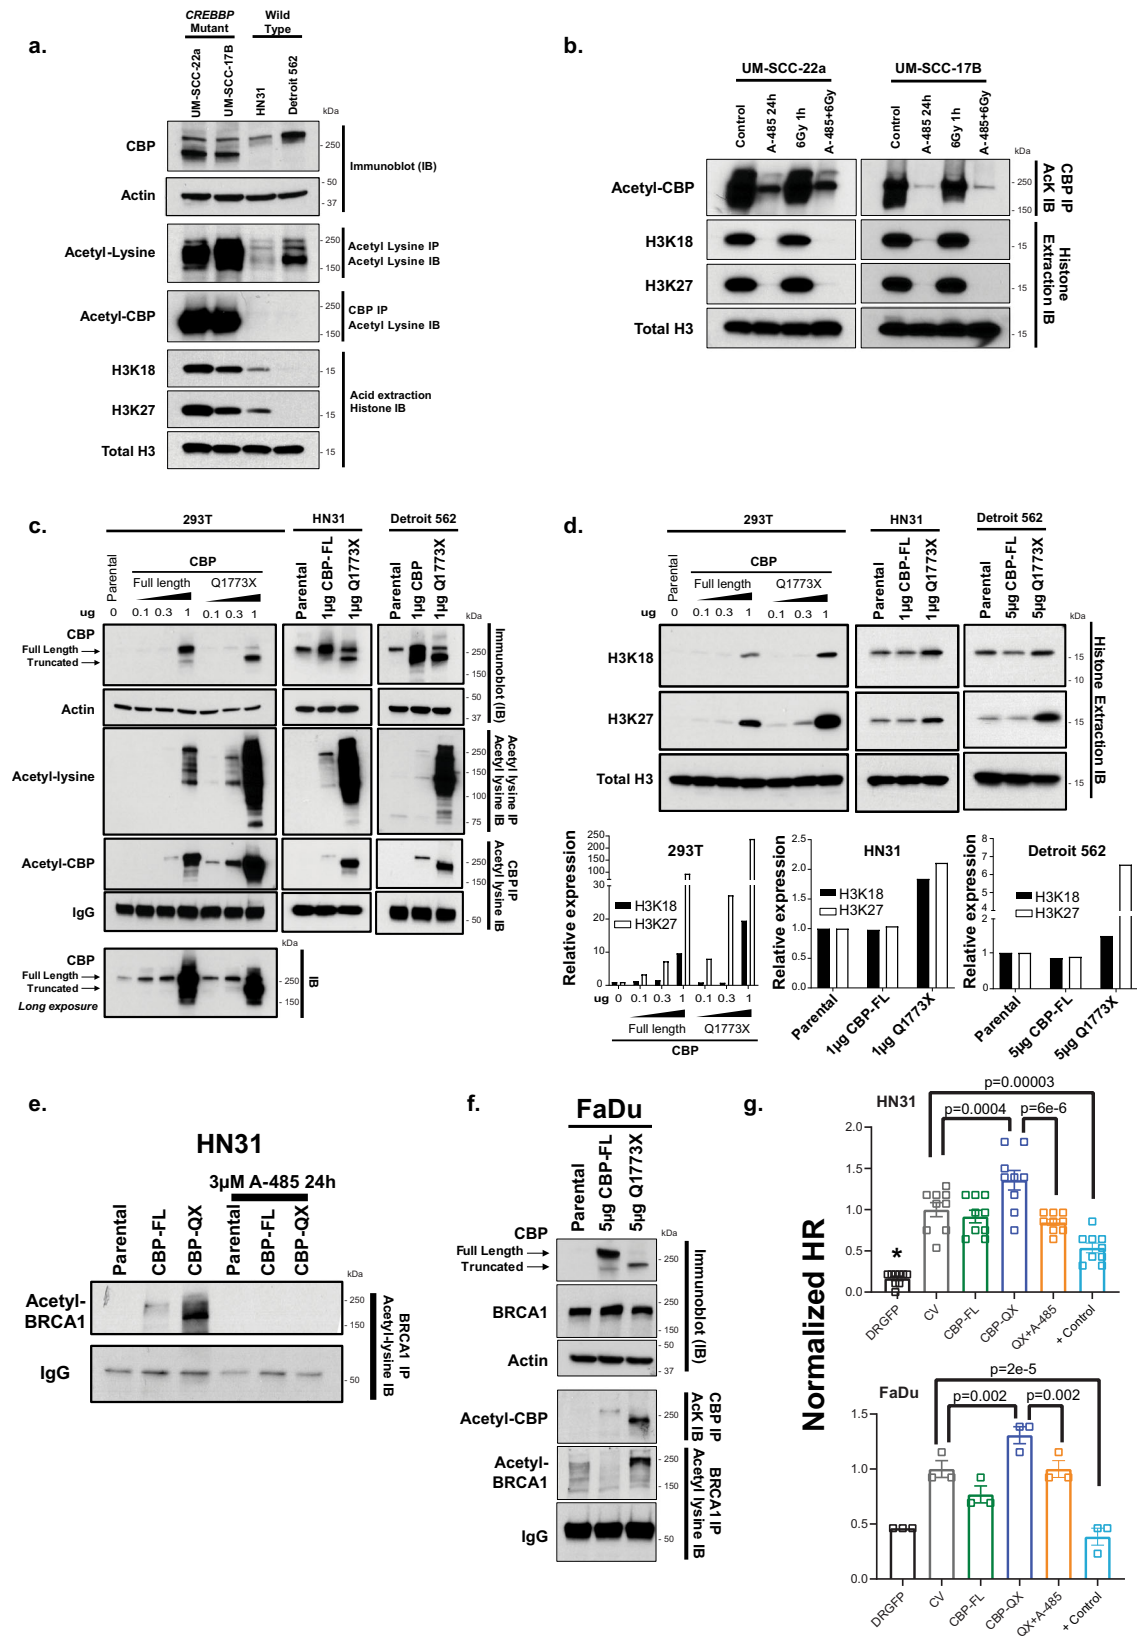 a.
CREBBP
Mutant
Wild
Type
UM-SCC-22a
UM-SCC-17B
HN31
Detroit 562
kDa
CBP
- 250
Immunoblot (IB)
Actin
- 50
- 37
Acetyl-Lysine
- 250
- 150
Acetyl Lysine IP
Acetyl Lysine IB
Acetyl-CBP
- 250
- 150
CBP IP
Acetyl Lysine IB
H3K18
- 15
H3K27
- 15
Acid extraction
Histone IB
Total H3
- 15
b.
UM-SCC-22a
UM-SCC-17B
Control
A-485 24h
6Gy 1h
A-485+6Gy
Control
A-485 24h
6Gy 1h
A-485+6Gy
kDa
Acetyl-CBP
- 250
- 150
CBP IP
AcK IB
H3K18
H3K27
- 15
Total H3
- 15
Histone
Extraction IB
c.
293T
HN31
Detroit 562
Parental
CBP
Full length
Q1773X
Parental
1µg CBP-FL
1µg Q1773X
Parental
1µg CBP
1µg Q1773X
ug
0
0.1
0.3
1
0.1
0.3
1
kDa
CBP
Full Length
Truncated
- 250
- 150
Actin
- 50
- 37
Immunoblot (IB)
Acetyl-lysine
- 250
- 150
- 100
- 75
Acetyl lysine IP
Acetyl lysine IB
Acetyl-CBP
- 250
- 150
IgG
- 50
CBP IP
Acetyl lysine IB
CBP
Full Length
Truncated
Long exposure
kDa
- 250
- 150
IB
d.
293T
HN31
Detroit 562
CBP
Full length
Q1773X
Parental
1µg CBP-FL
1µg Q1773X
Parental
5µg CBP-FL
5µg Q1773X
ug
0
0.1
0.3
1
0.1
0.3
1
kDa
H3K18
- 15
- 10
H3K27
- 15
Total H3
- 15
Histone Extraction IB
293T
Relative expression
250
200
150
100
50
30
20
10
0
H3K18
H3K27
ug
0
0.1
0.3
1
0.1
0.3
1
Full length
Q1773X
CBP
HN31
Relative expression
2.5
2.0
1.5
1.0
0.5
0.0
H3K18
H3K27
Parental
1µg CBP-FL
1µg Q1773X
Detroit 562
Relative expression
8
6
4
2
1
0
H3K18
H3K27
Parental
5µg CBP-FL
5µg Q1773X
e.
HN31
3µM A-485 24h
Parental
CBP-FL
CBP-QX
Parental
CBP-FL
CBP-QX
kDa
Acetyl-
BRCA1
- 250
- 150
IgG
- 50
BRCA1 IP
Acetyl-lysine IB
f.
FaDu
Parental
5µg CBP-FL
5µg Q1773X
kDa
CBP
Full Length
Truncated
- 250
BRCA1
- 250
- 150
Actin
- 50
- 37
Immunoblot (IB)
Acetyl-CBP
- 250
CBP IP
AcK IB
Acetyl-
BRCA1
- 250
- 150
IgG
- 50
BRCA1 IP
Acetyl lysine IB
g.
Normalized HR
HN31
p=0.00003
p=0.0004
p=6e-6
2.0
1.5
1.0
0.5
0.0
*
DRGFP
CV
CBP-FL
CBP-QX
QX+A-485
+ Control
FaDu
p=2e-5
p=0.002
p=0.002
1.5
1.0
0.5
0.0
DRGFP
CV
CBP-FL
CBP-QX
QX+A-485
+ Control